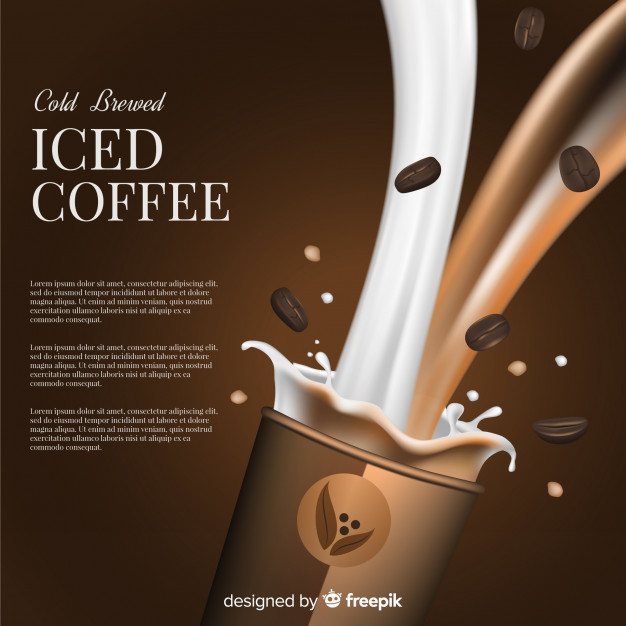 Cold Brewed
ICED
COFFEE
Lorem ipsum dolor sit amet, consectetur adipiscing elit,
sed do eiusmod tempor incididunt ut labore et dolore
magna aliqua. Ut enim ad minim veniam, quis nostrud
exercitation ullamco laboris nisi ut aliquip ex ea
commodo consequat.
Lorem ipsum dolor sit amet, consectetur adipiscing elit,
sed do eiusmod tempor incididunt ut labore et dolore
magna aliqua. Ut enim ad minim veniam, quis nostrud
exercitation ullamco laboris nisi ut aliquip ex ea
commodo consequat.
Lorem ipsum dolor sit amet, consectetur adipiscing elit,
sed do eiusmod tempor incididunt ut labore et dolore
magna aliqua. Ut enim ad minim veniam, quis nostrud
exercitation ullamco laboris nisi ut aliquip ex ea
commodo consequat.
designed by freepik